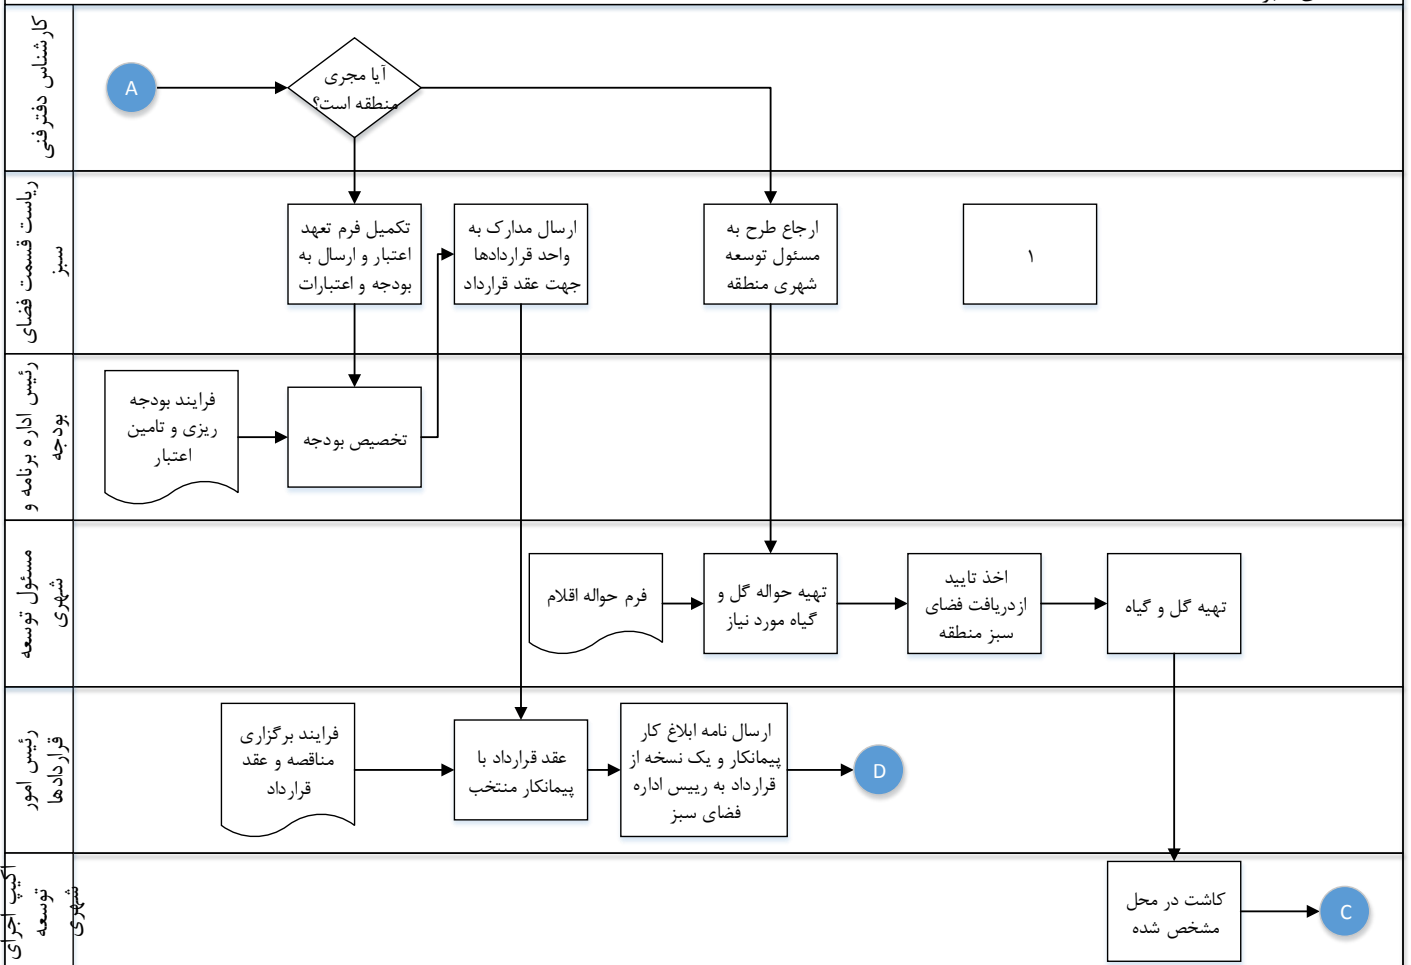 کارشناس دفترفنی
A
آیا مجری
منطقه است؟
ریاست قسمت فضای
سبز
تکمیل فرم تعهد
اعتبار و ارسال به
بودجه و اعتبارات
ارسال مدارک به
واحد قراردادها
جهت عقد قرارداد
ارجاع طرح به
مسئول توسعه
شهری منطقه
۱
رئیس اداره برنامه و
بودجه
فرایند بودجه
ریزی و تامین
اعتبار
تخصیص بودجه
مسئول توسعه
شهری
فرم حواله اقلام
تهیه حواله گل و
گیاه مورد نیاز
اخذ تایید
ازدریافت فضای
سبز منطقه
تهیه گل و گیاه
رئیس امور
قراردادها
فرایند برگزاری
مناقصه و عقد
قرارداد
عقد قرارداد با
پیمانکار منتخب
ارسال نامه ابلاغ کار
پیمانکار و یک نسخه از
قرارداد به رییس اداره
فضای سبز
D
اکیپ اجرای
توسعه
شهری
کاشت در محل
مشخص شده
C